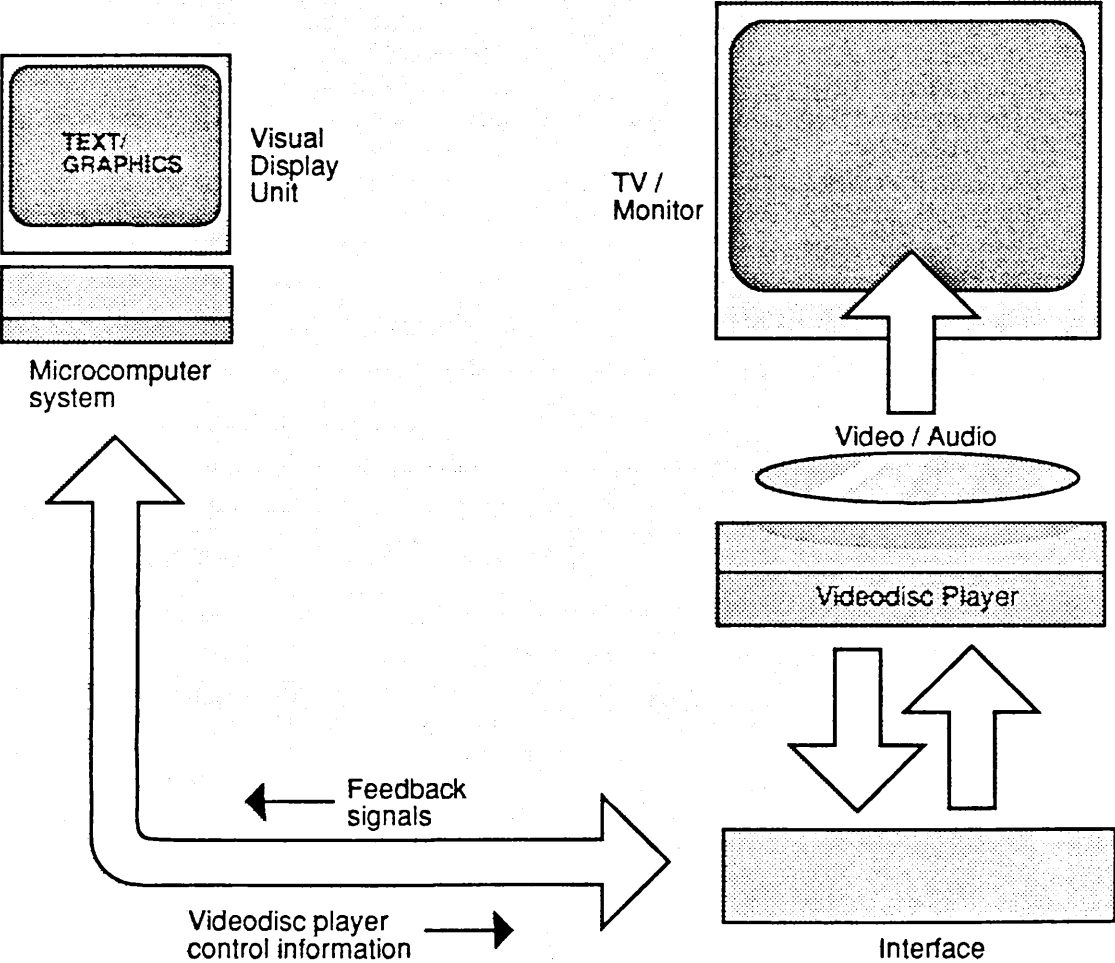 TEXT/
GRAPHICS
Visual
Display
Unit
Microcomputer
system
TV /
Monitor
Video / Audio
Videodisc Player
Feedback
signals
Videodisc player
control information
Interface